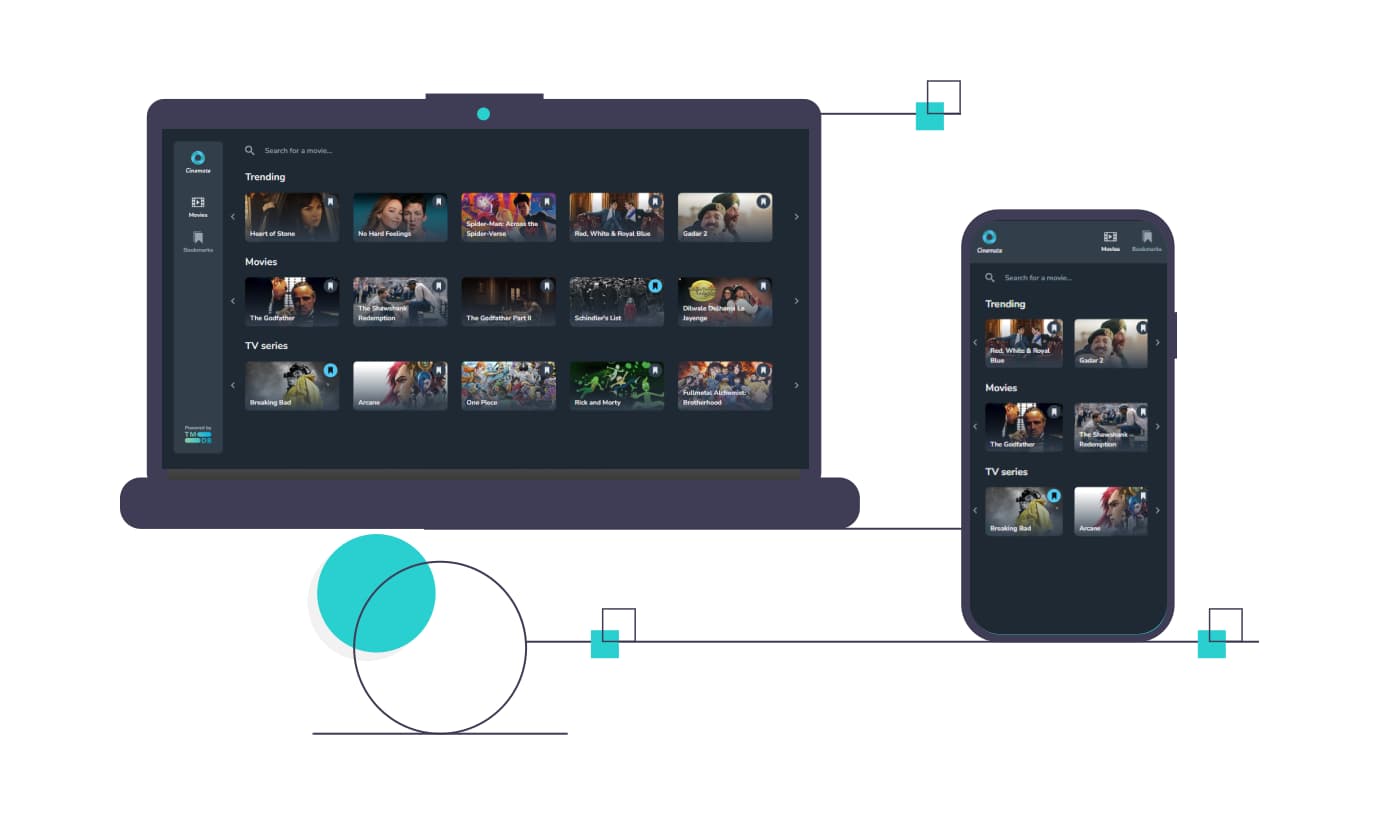 Cinemate
Movies
Bookmarks
Powered by
TM
DB
Search for a movie...
Trending
Heart of Stone
No Hard Feelings
Spider-Man: Across the
Spider-Verse
Red, White & Royal Blue
Gadar 2
Movies
The Godfather
The Shawshank
Redemption
The Godfather Part II
Schindler's List
Dilwale Dulhania Le
Jayenge
TV series
Breaking Bad
Arcane
One Piece
Rick and Morty
Fullmetal Alchemist:
Brotherhood
Cinemate
Movies
Bookmarks
Search for a movie...
Trending
Red, White & Royal
Blue
Gadar 2
Movies
The Godfather
The Shawshank
Redemption
TV series
Breaking Bad
Arcane